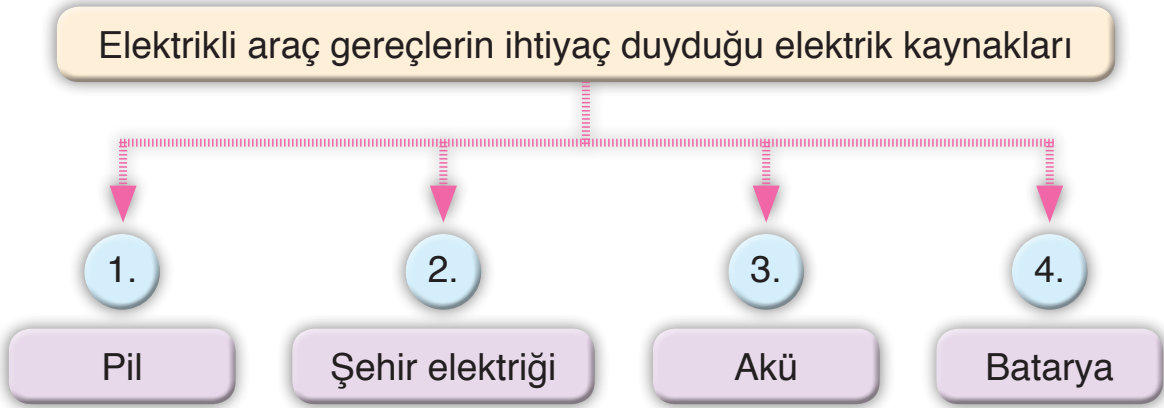 Elektrikli araç gereçlerin ihtiyaç duyduğu elektrik kaynakları
1. 2. 3. 4.
Pil Şehir elektriği Akü Batarya